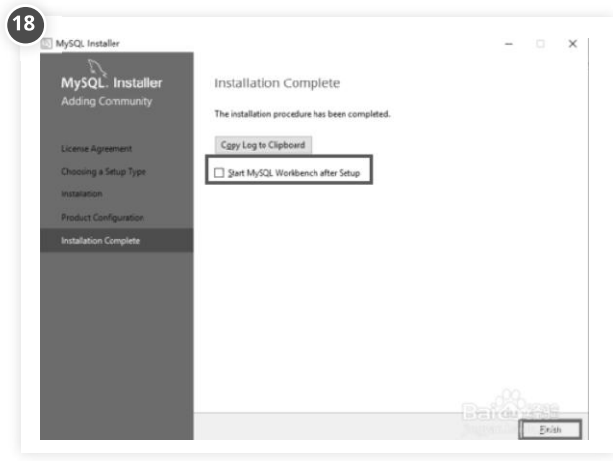 18
MySQL Installer
MySQL. Installer
Adding Community
License Agreement
Choosing a Setup Type
Installation
Product Configuration
Installation Complete
Installation Complete
The installation procedure has been completed.
Copy Log to Clipboard
Start MySQL Workbench after Setup
Finish